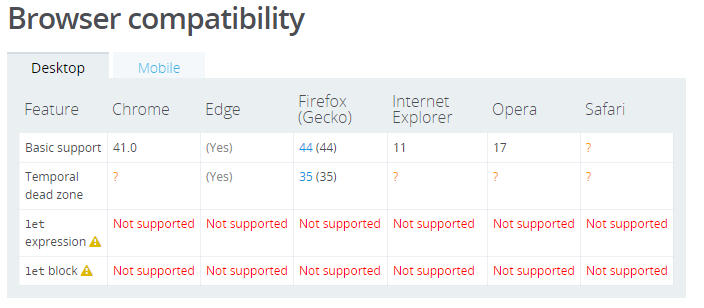 Browser compatibility
Desktop Mobile
Feature Chrome Edge Firefox (Gecko) Internet Explorer Opera Safari
Basic support 41.0 (Yes) 44 (44) 11 17 ?
Temporal dead zone ? (Yes) 35 (35) ? ? ?
let expression Not supported Not supported Not supported Not supported Not supported Not supported
let block Not supported Not supported Not supported Not supported Not supported Not supported